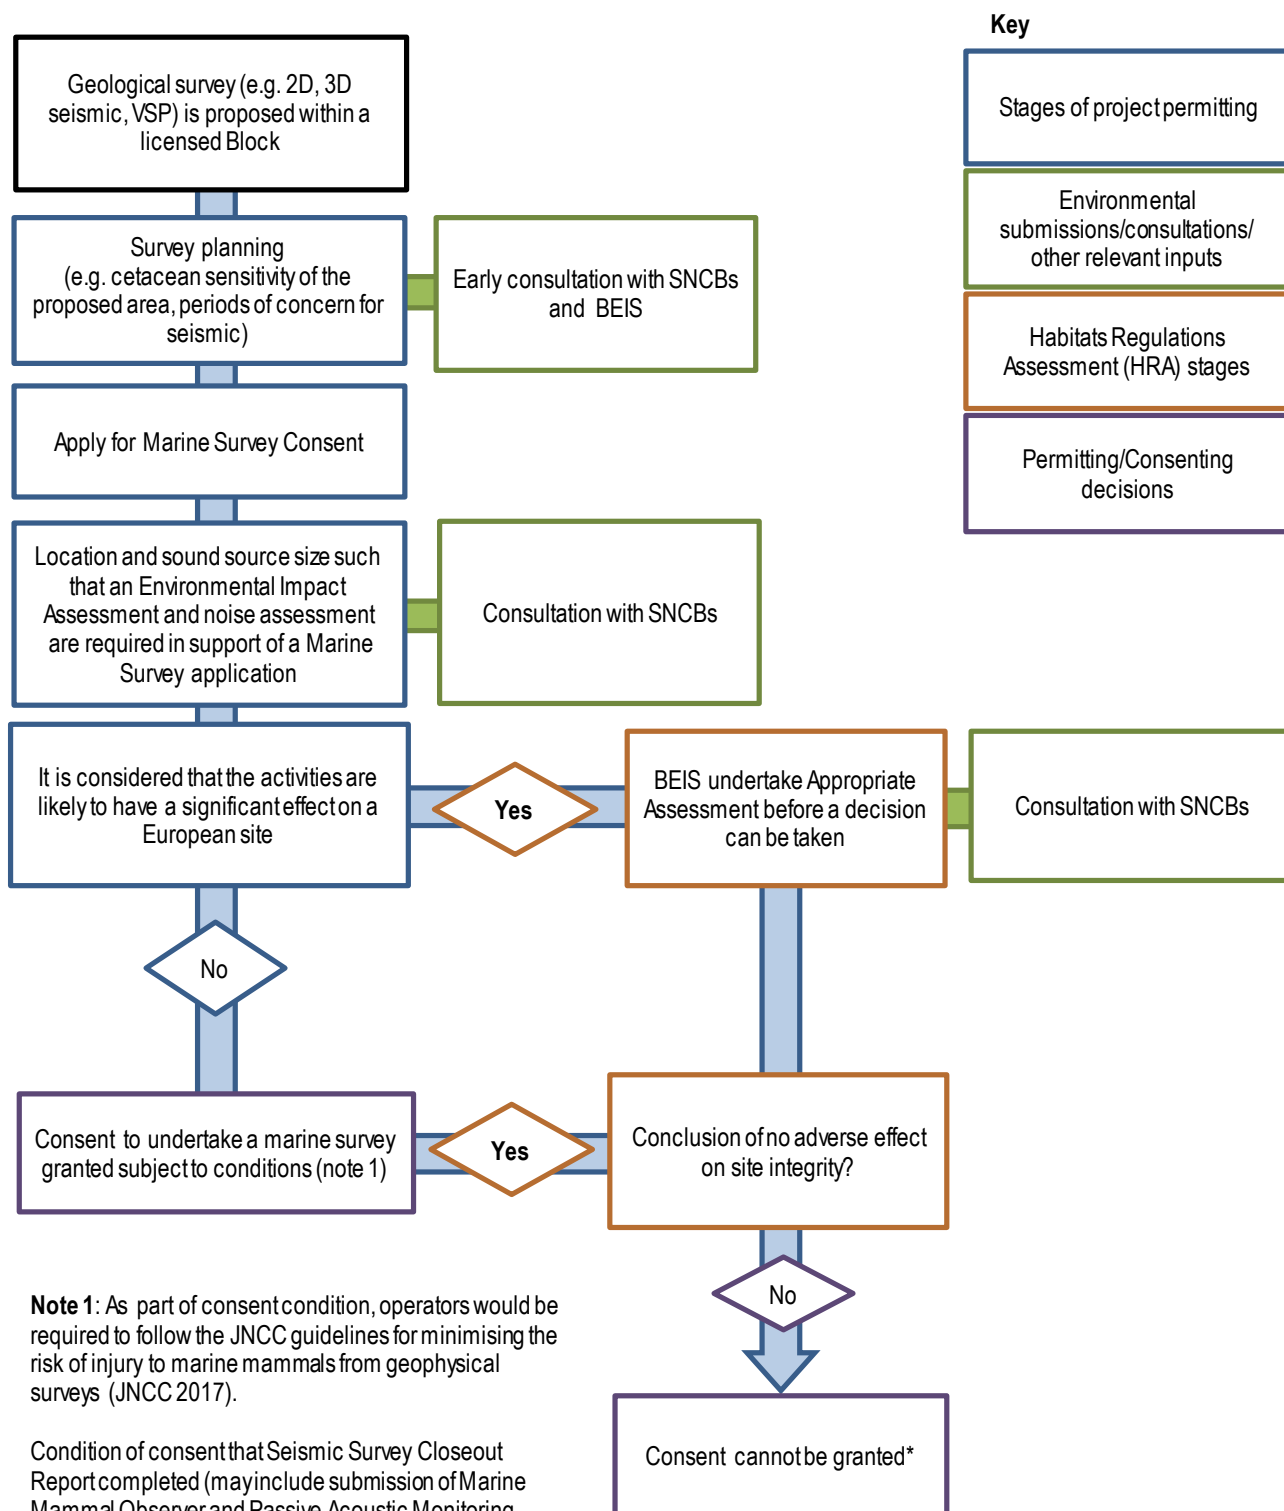 Key
Geological survey (e.g. 2D, 3D
seismic, VSP) is proposed within a
licensed Block
Stages of project permitting
Survey planning
(e.g. cetacean sensitivity of the
proposed area, periods of concern for
seismic)
Early consultation with SNCBs
and BEIS
Environmental
submissions/consultations/
other relevant inputs
Habitats Regulations
Assessment (HRA) stages
Apply for Marine Survey Consent
Permitting/Consenting
decisions
Location and sound source size such
that an Environmental Impact
Assessment and noise assessment
are required in support of a Marine
Survey application
Consultation with SNCBs
It is considered that the activities are
likely to have a significant effect on a
European site
Yes
BEIS undertake Appropriate
Assessment before a decision
can be taken
Consultation with SNCBs
No
Consent to undertake a marine survey
granted subject to conditions (note 1)
Yes
Conclusion of no adverse effect
on site integrity?
No
Consent cannot be granted*
Note 1: As part of consent condition, operators would be
required to follow the JNCC guidelines for minimising the
risk of injury to marine mammals from geophysical
surveys (JNCC 2017).
Condition of consent that Seismic Survey Closeout
Report completed (may include submission of Marine
Mammal Observer and Passive Acoustic Monitoring